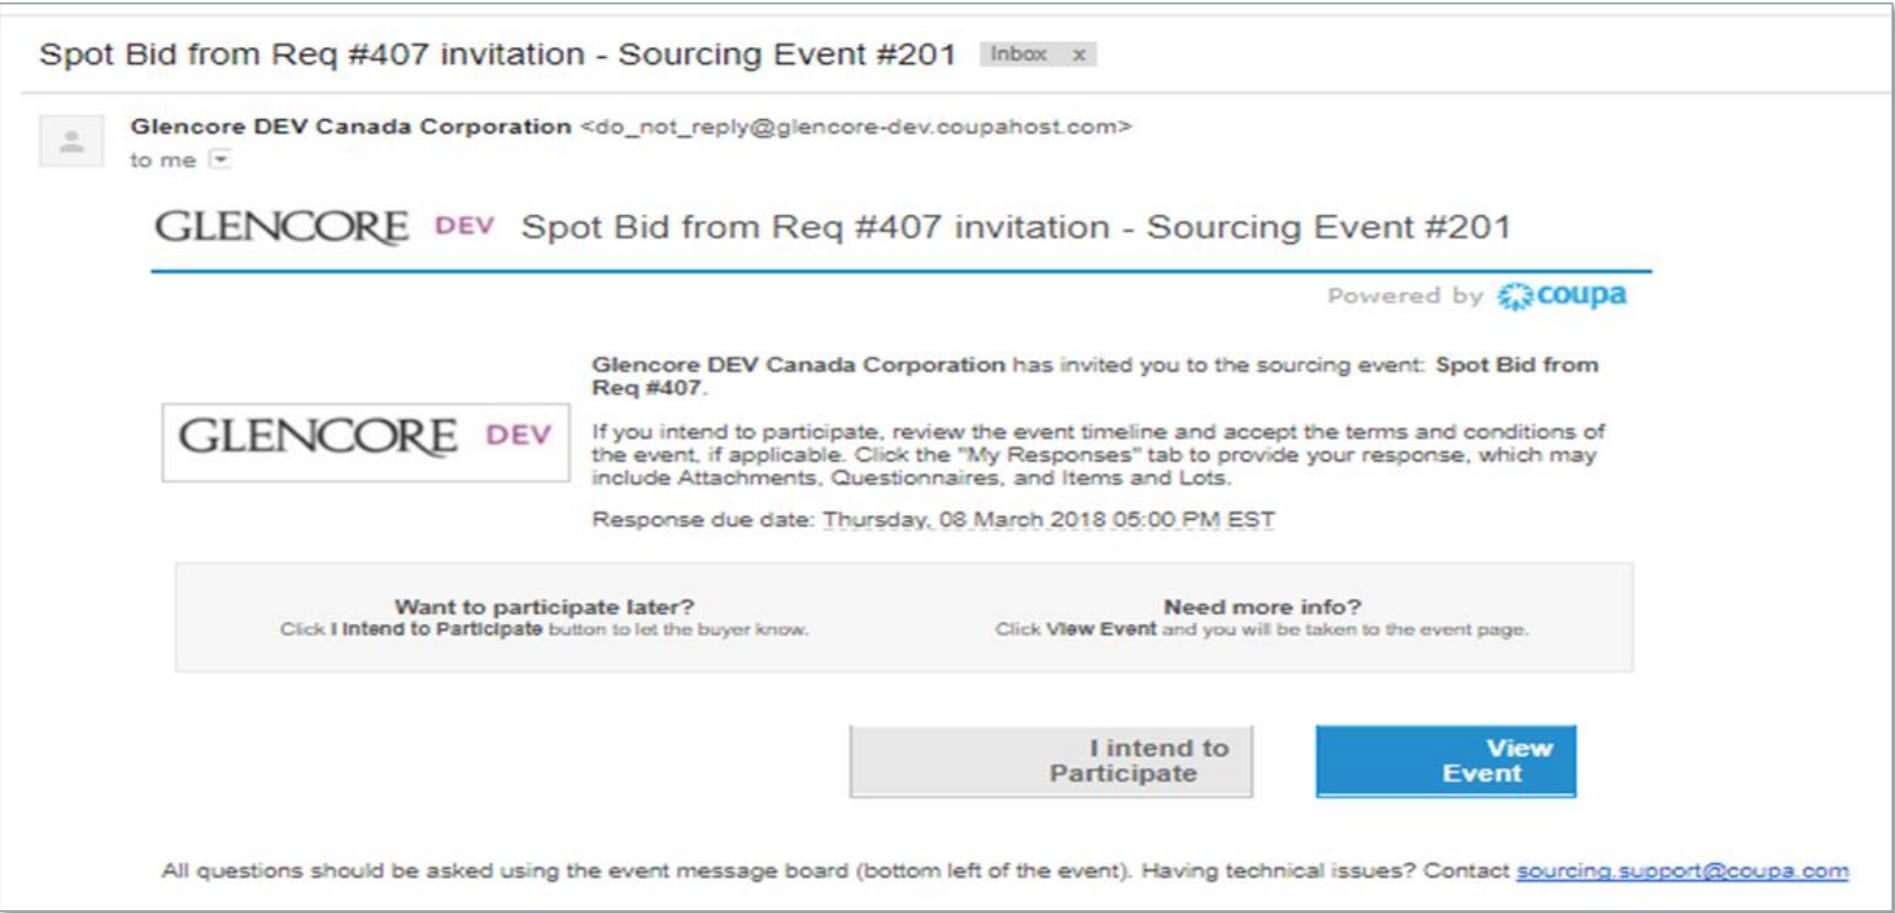 Spot Bid from Req #407 invitation - Sourcing Event #201 Inbox x
Glencore DEV Canada Corporation <do_not_reply@glencore-dev.coupahost.com>
to me
GLENCORE DEV Spot Bid from Req #407 invitation - Sourcing Event #201
Powered by coupa
Glencore DEV Canada Corporation has invited you to the sourcing event: Spot Bid from
Req #407.
GLENCORE DEV
If you intend to participate, review the event timeline and accept the terms and conditions of
the event, if applicable. Click the "My Responses" tab to provide your response, which may
include Attachments, Questionnaires, and Items and Lots.
Response due date: Thursday, 08 March 2018 05:00 PM EST
Want to participate later?
Click I Intend to Participate button to let the buyer know.
Need more info?
Click View Event and you will be taken to the event page.
I intend to
Participate
View
Event
All questions should be asked using the event message board (bottom left of the event). Having technical issues? Contact sourcing.support@coupa.com